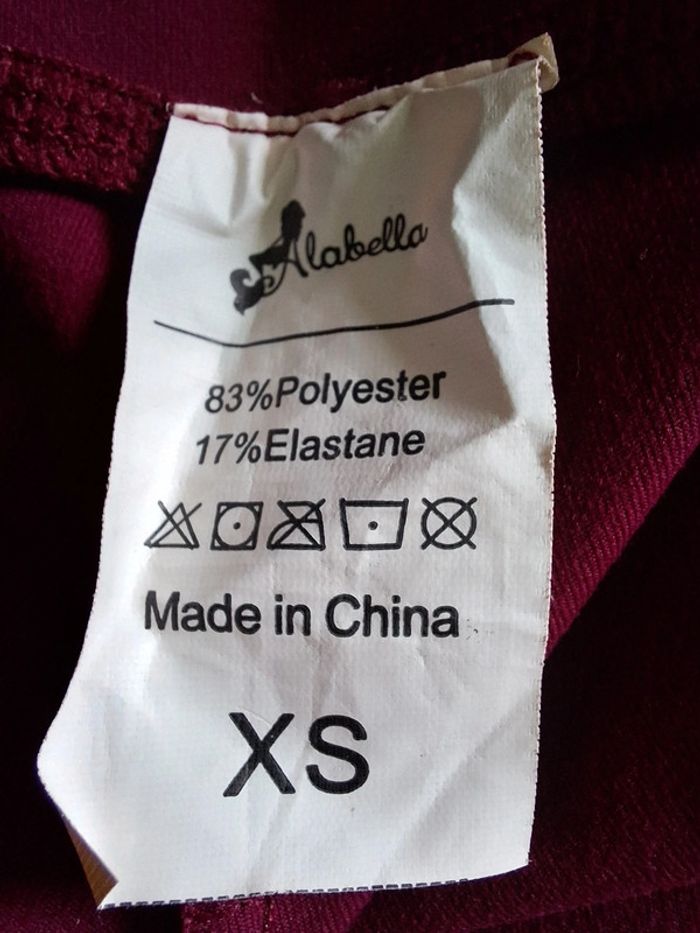 Alabella
83%Polyester
17%Elastane
Made in China
XS